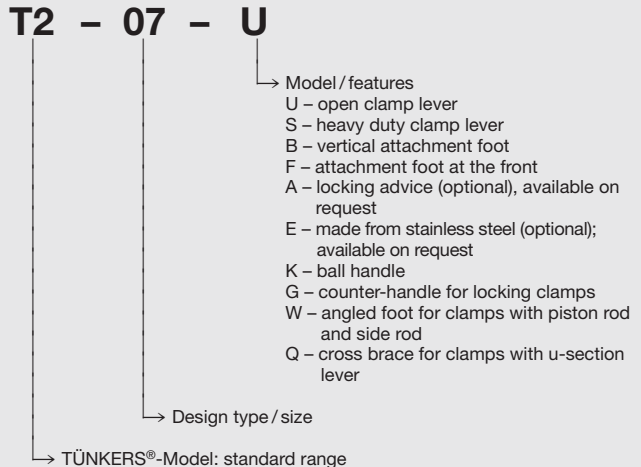 T2 – 07 – U
Model / features
U – open clamp lever
S – heavy duty clamp lever
B – vertical attachment foot
F – attachment foot at the front
A – locking advice (optional), available on
request
E – made from stainless steel (optional);
available on request
K – ball handle
G – counter-handle for locking clamps
W – angled foot for clamps with piston rod
and side rod
Q – cross brace for clamps with u-section
lever
Design type / size
TÜNKERS®-Model: standard range